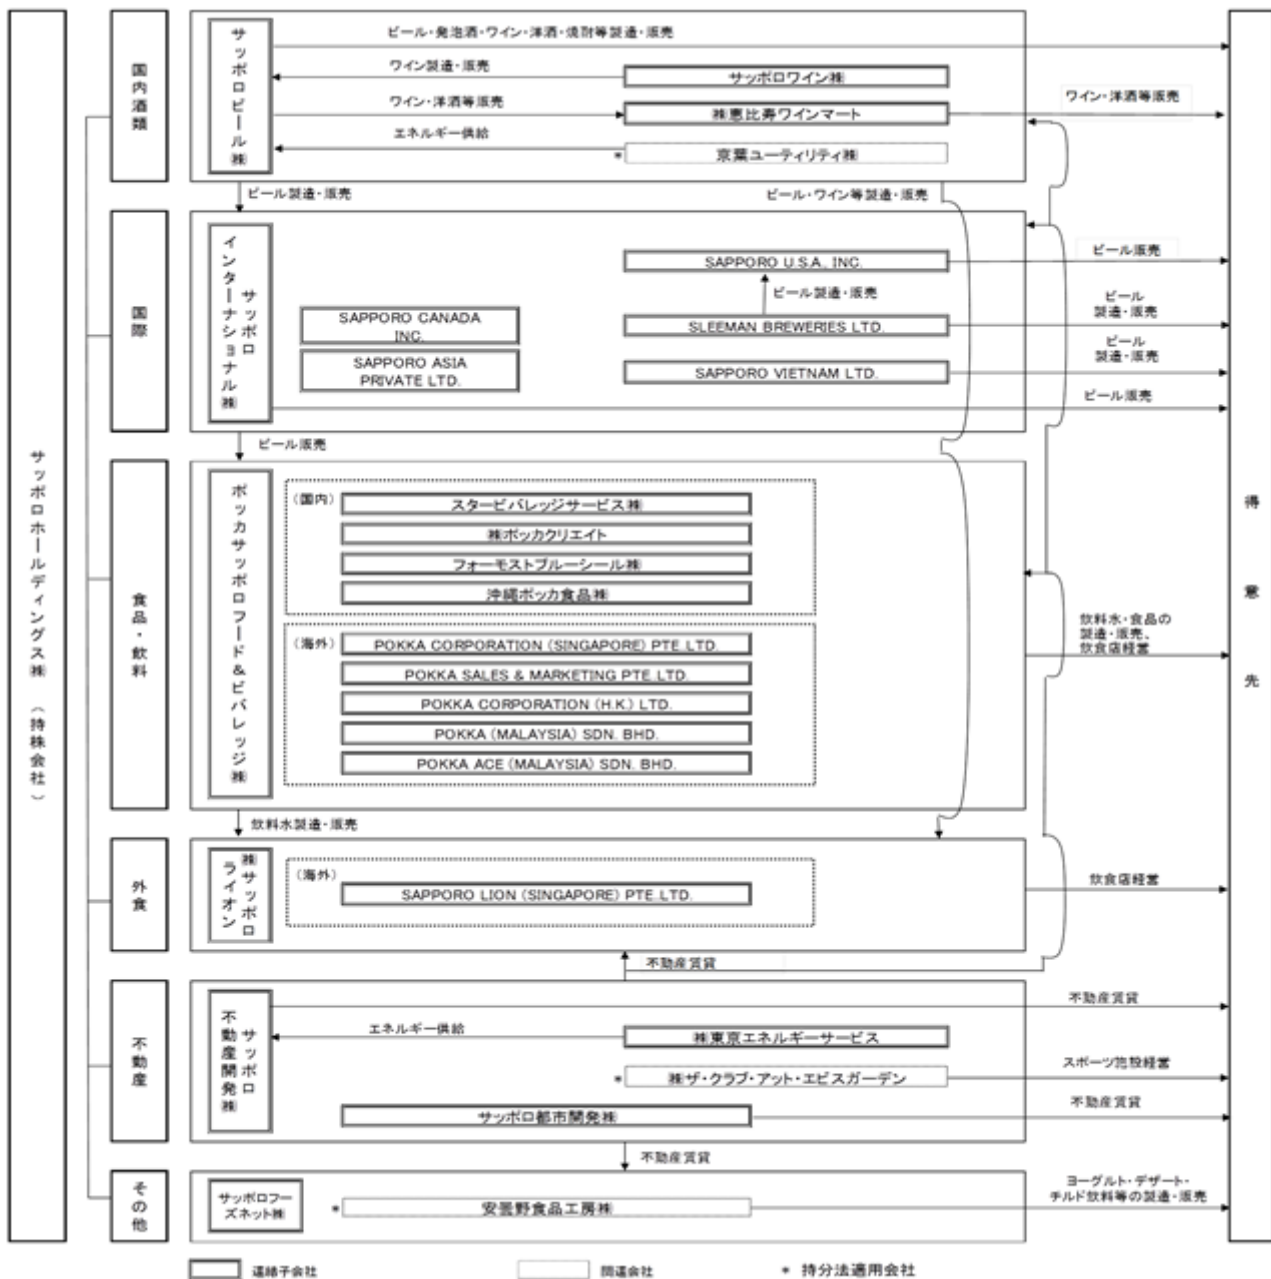 サッポロホールディングス㈱ （持株会社）
国内酒類
サッポロビール㈱
ビール・発泡酒・ワイン・洋酒・焼酎等製造・販売
ワイン製造・販売
サッポロワイン㈱
ワイン・洋酒等販売
㈱恵比寿ワインマート
ワイン・洋酒等販売
エネルギー供給
* 京葉ユーティリティ㈱
ビール製造・販売
ビール・ワイン等製造・販売
国際
サッポロ
インターナショナル㈱
SAPPORO U.S.A., INC.
ビール販売
ビール製造・販売
SAPPORO CANADA
INC.
SLEEMAN BREWERIES LTD.
ビール
製造・販売
SAPPORO ASIA
PRIVATE LTD.
SAPPORO VIETNAM LTD.
ビール
製造・販売
ビール販売
ビール販売
食品・飲料
ポッカサッポロフード&ビバレッジ㈱
（国内）
スタービバレッジサービス㈱
㈱ポッカクリエイト
フォーモストブルーシール㈱
沖縄ポッカ食品㈱
（海外）
POKKA CORPORATION (SINGAPORE) PTE.LTD.
POKKA SALES & MARKETING PTE.LTD.
POKKA CORPORATION (H.K.) LTD.
POKKA (MALAYSIA) SDN. BHD.
POKKA ACE (MALAYSIA) SDN. BHD.
飲料水・食品の
製造・販売、
飲食店経営
飲料水製造・販売
外食
㈱サッポロ
ライオン
（海外）
SAPPORO LION (SINGAPORE) PTE.LTD.
飲食店経営
不動産賃貸
不動産
サッポロ
不動産開発㈱
不動産賃貸
エネルギー供給
㈱東京エネルギーサービス
* ㈱ザ・クラブ・アット・エビスガーデン
スポーツ施設経営
サッポロ都市開発㈱
不動産賃貸
不動産賃貸
その他
サッポロフー
ズネット㈱
* 安曇野食品工房㈱
ヨーグルト・デザート・
チルド飲料等の製造・販売
得意先
連結子会社
関連会社
* 持分法適用会社